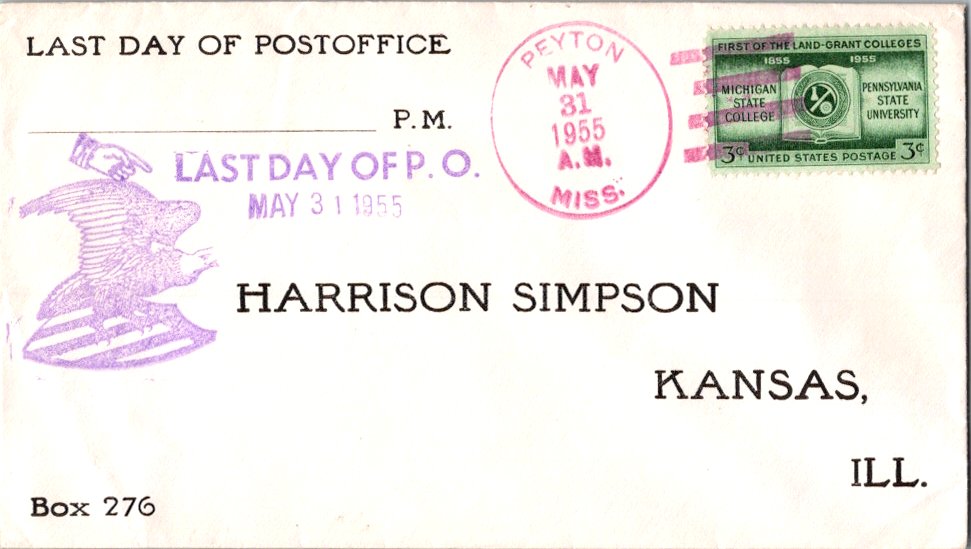 LAST DAY OF POSTOFFICE
P.M.
LAST DAY OF P. O.
MAY 31 1955
PEYTON
MAY
31
1955
A.M.
MISS.
FIRST OF THE LAND-GRANT COLLEGES
1855 1955
MICHIGAN
STATE
COLLEGE
PENNSYLVANIA
STATE
UNIVERSITY
3¢ UNITED STATES POSTAGE 3¢
HARRISON SIMPSON
KANSAS,
ILL.
Box 276